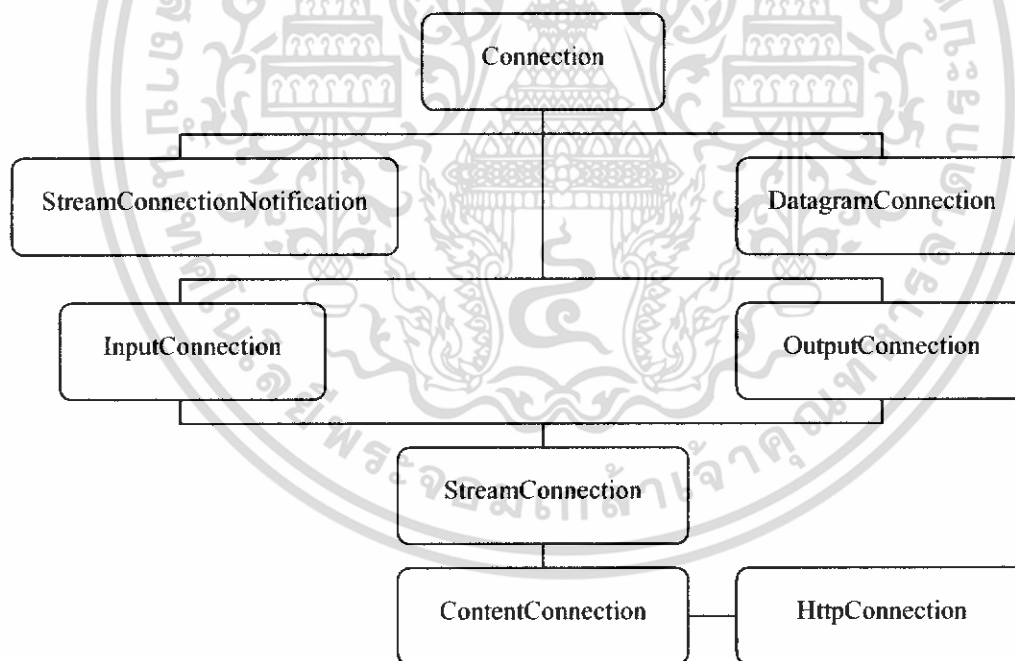 Connection
StreamConnectionNotification
DatagramConnection
InputConnection
OutputConnection
StreamConnection
ContentConnection
HttpConnection